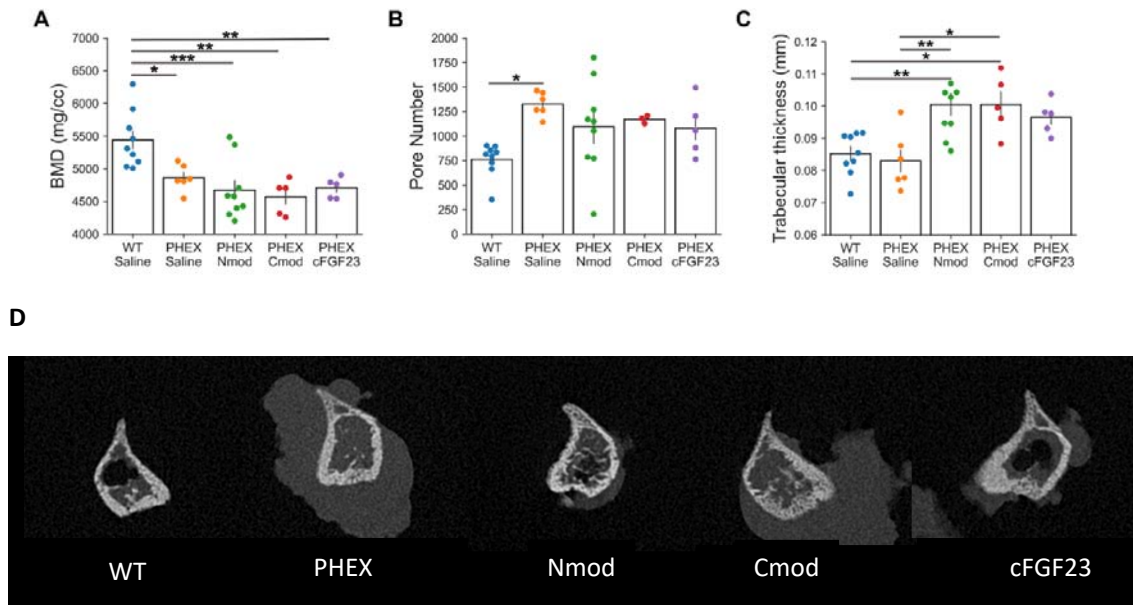 A
BMD (mg/cc)
7000
6500
6000
5500
5000
4500
4000
**
**
***
*
WT Saline
PHEX Saline
PHEX Nmod
PHEX Cmod
PHEX cFGF23
B
Pore Number
2000
1750
1500
1250
1000
750
500
250
0
*
WT Saline
PHEX Saline
PHEX Nmod
PHEX Cmod
PHEX cFGF23
C
Trabecular thickness (mm)
0.12
0.11
0.10
0.09
0.08
0.07
0.06
*
**
*
**
WT Saline
PHEX Saline
PHEX Nmod
PHEX Cmod
PHEX cFGF23
D
WT
PHEX
Nmod
Cmod
cFGF23